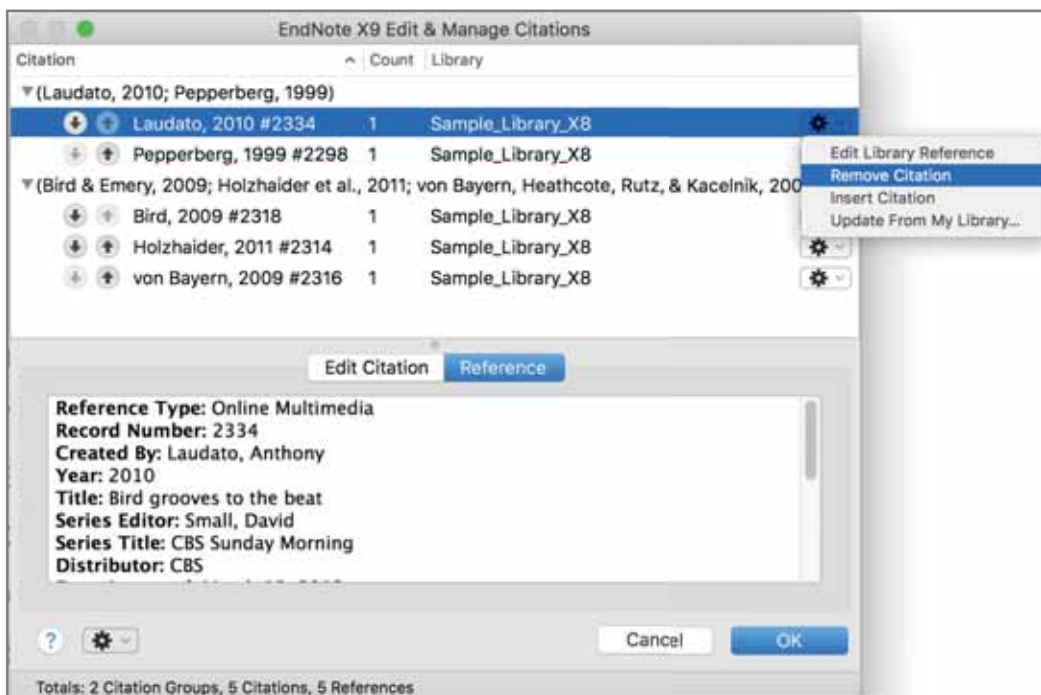 EndNote X9 Edit & Manage Citations
Citation Count Library
(Laudato, 2010; Pepperberg, 1999)
Laudato, 2010 #2334 1 Sample_Library_X8
Pepperberg, 1999 #2298 1 Sample_Library_X8
(Bird & Emery, 2009; Holzhaider et al., 2011; von Bayern, Heathcote, Rutz, & Kacelnik, 200
Bird, 2009 #2318 1 Sample_Library_X8
Holzhaider, 2011 #2314 1 Sample_Library_X8
von Bayern, 2009 #2316 1 Sample_Library_X8
Edit Library Reference
Remove Citation
Insert Citation
Update From My Library...
Edit Citation Reference
Reference Type: Online Multimedia
Record Number: 2334
Created By: Laudato, Anthony
Year: 2010
Title: Bird grooves to the beat
Series Editor: Small, David
Series Title: CBS Sunday Morning
Distributor: CBS
? Cancel OK
Totals: 2 Citation Groups, 5 Citations, 5 References